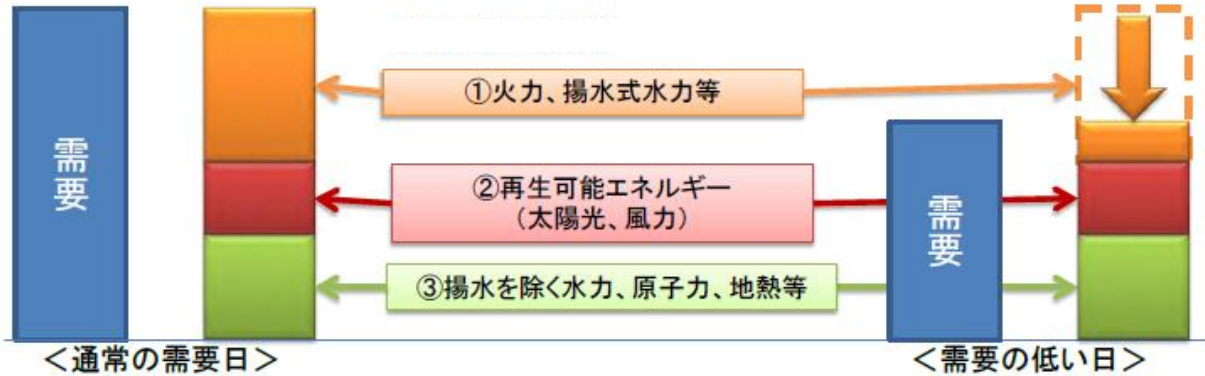 需要
①火力、揚水式水力等
②再生可能エネルギー
（太陽光、風力）
③揚水を除く水力、原子力、地熱等
需要
＜通常の需要日＞
＜需要の低い日＞